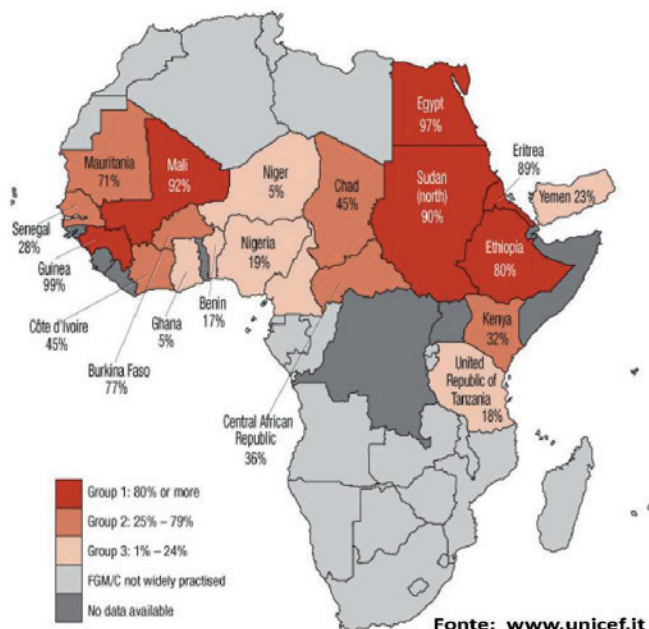 Egypt
97%
Mauritania
71%
Mali
92%
Niger
5%
Chad
45%
Sudan
(north)
90%
Eritrea
89%
Yemen 23%
Senegal
28%
Guinea
99%
Nigeria
19%
Ethiopia
80%
Benin
17%
Côte d'Ivoire
45%
Ghana
5%
Kenya
32%
Burkina Faso
77%
United
Republic of
Tanzania
18%
Central African
Republic
36%
Group 1: 80% or more
Group 2: 25% – 79%
Group 3: 1% – 24%
FGM/C not widely practised
No data available
Fonte: www.unicef.it